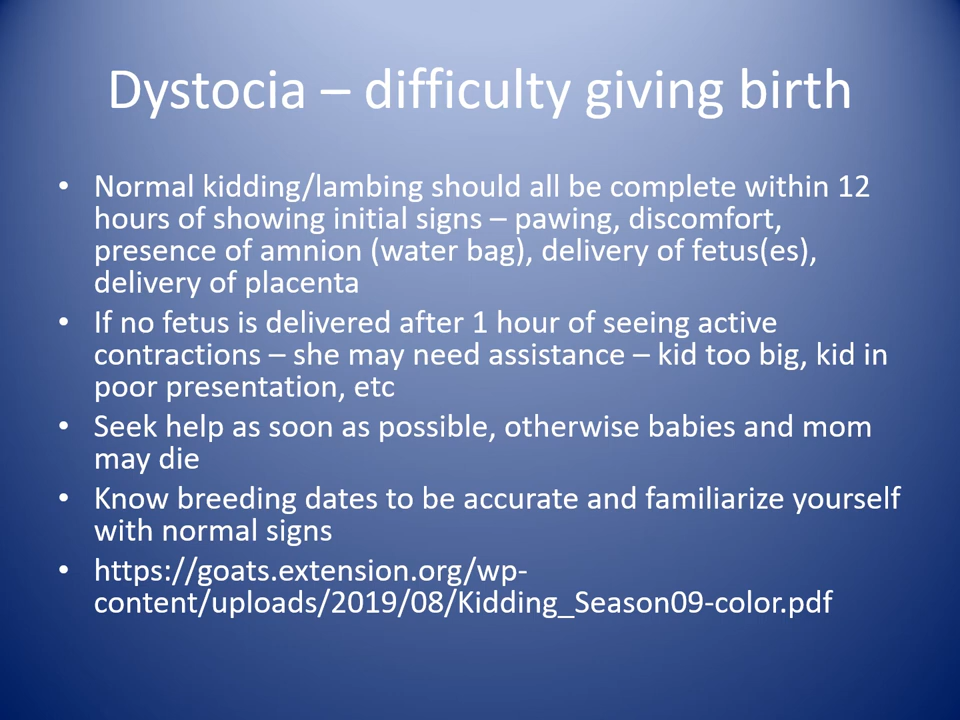 Dystocia – difficulty giving birth
• Normal kidding/lambing should all be complete within 12
hours of showing initial signs – pawing, discomfort,
presence of amnion (water bag), delivery of fetus(es),
delivery of placenta
• If no fetus is delivered after 1 hour of seeing active
contractions – she may need assistance – kid too big, kid in
poor presentation, etc
• Seek help as soon as possible, otherwise babies and mom
may die
• Know breeding dates to be accurate and familiarize yourself
with normal signs
• https://goats.extension.org/wp-
content/uploads/2019/08/Kidding_Season09-color.pdf